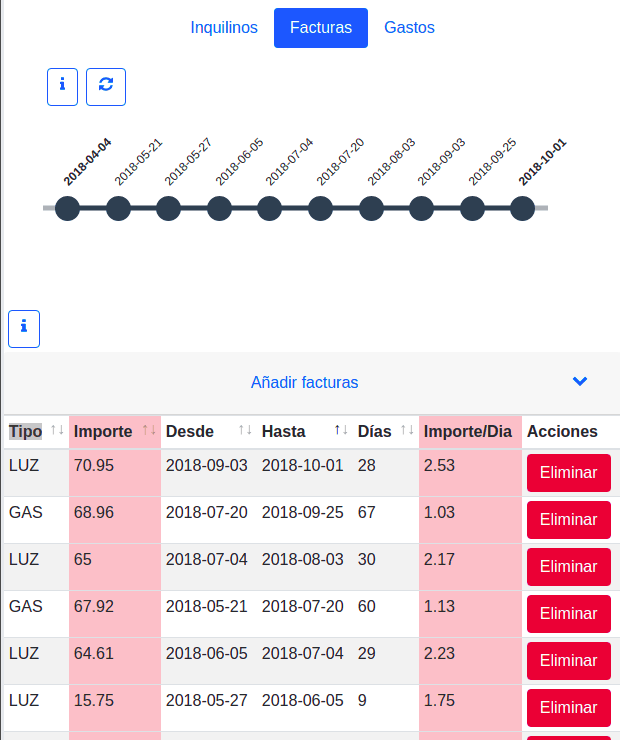 Inquilinos Facturas Gastos
2018-04-04 2018-05-21 2018-05-27 2018-06-05 2018-07-04 2018-07-20 2018-08-03 2018-09-03 2018-09-25 2018-10-01
Añadir facturas
Tipo ↑↓ Importe ↑↓ Desde ↑↓ Hasta ↑↓ Días ↑↓ Importe/Dia Acciones
LUZ 70.95 2018-09-03 2018-10-01 28 2.53 Eliminar
GAS 68.96 2018-07-20 2018-09-25 67 1.03 Eliminar
LUZ 65 2018-07-04 2018-08-03 30 2.17 Eliminar
GAS 67.92 2018-05-21 2018-07-20 60 1.13 Eliminar
LUZ 64.61 2018-06-05 2018-07-04 29 2.23 Eliminar
LUZ 15.75 2018-05-27 2018-06-05 9 1.75 Eliminar